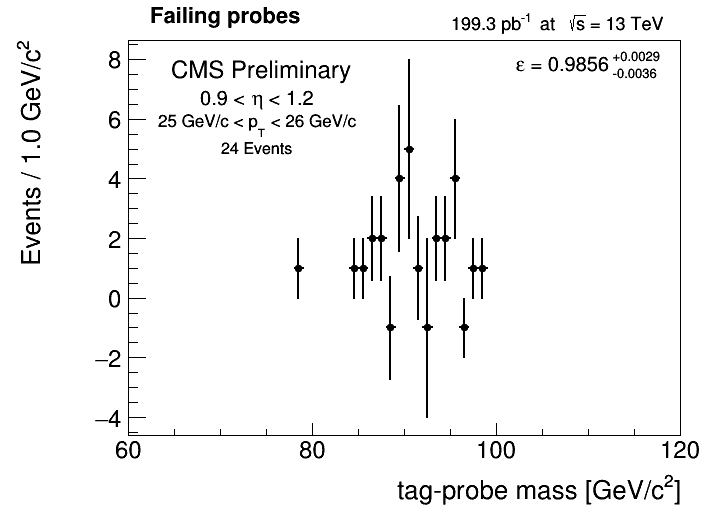 Failing probes
199.3 pb⁻¹ at √s = 13 TeV
CMS Preliminary
0.9 < η < 1.2
25 GeV/c < p_T < 26 GeV/c
24 Events
ε = 0.9856 +0.0029 -0.0036
Events / 1.0 GeV/c²
8
6
4
2
0
−2
−4
60 80 100 120
tag-probe mass [GeV/c²]